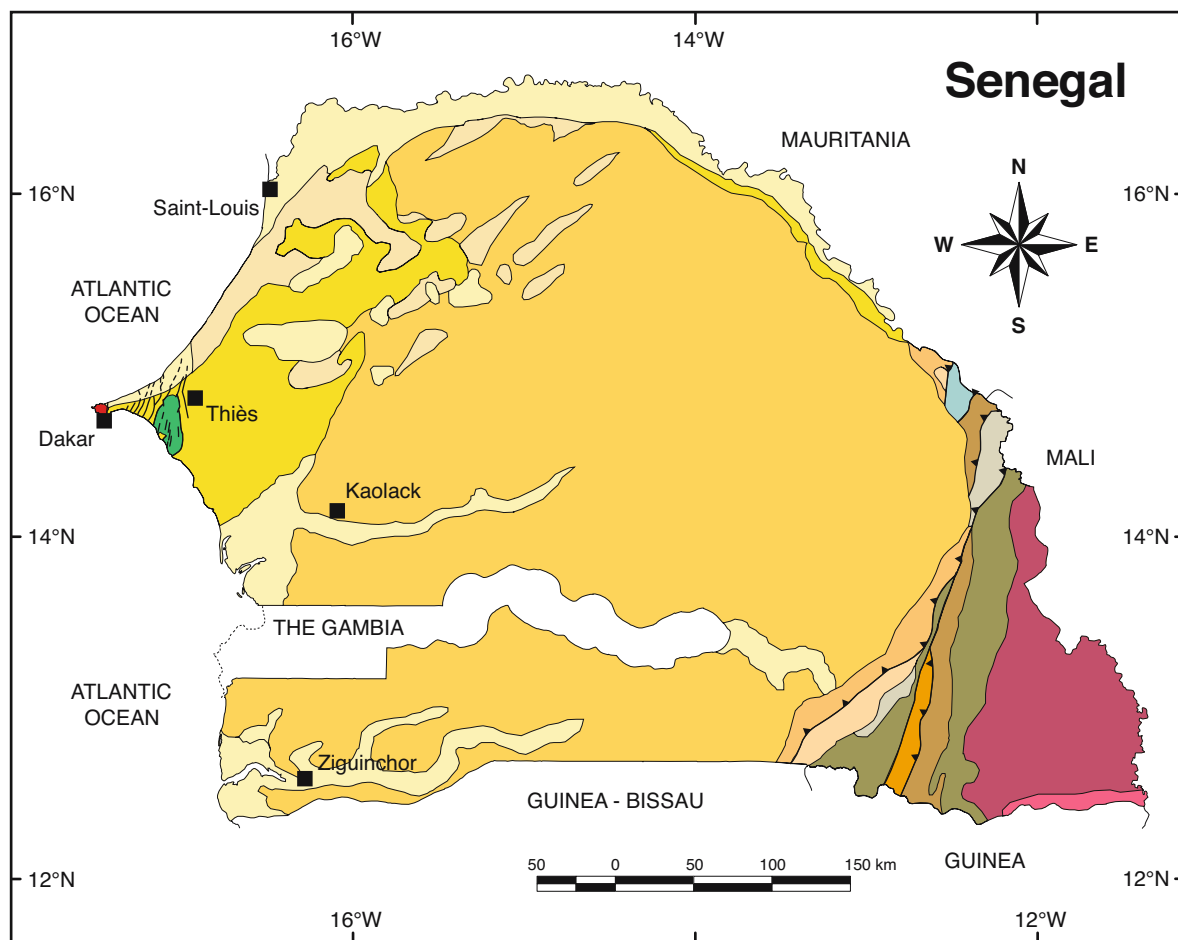 16°W
14°W
Senegal
MAURITANIA
N
16°N
16°N
Saint-Louis
W
E
ATLANTIC
OCEAN
S
Thiès
Dakar
MALI
Kaolack
14°N
14°N
THE GAMBIA
ATLANTIC
OCEAN
Ziguinchor
GUINEA - BISSAU
GUINEA
50 0 50 100 150 km
12°N
12°N
16°W
12°W